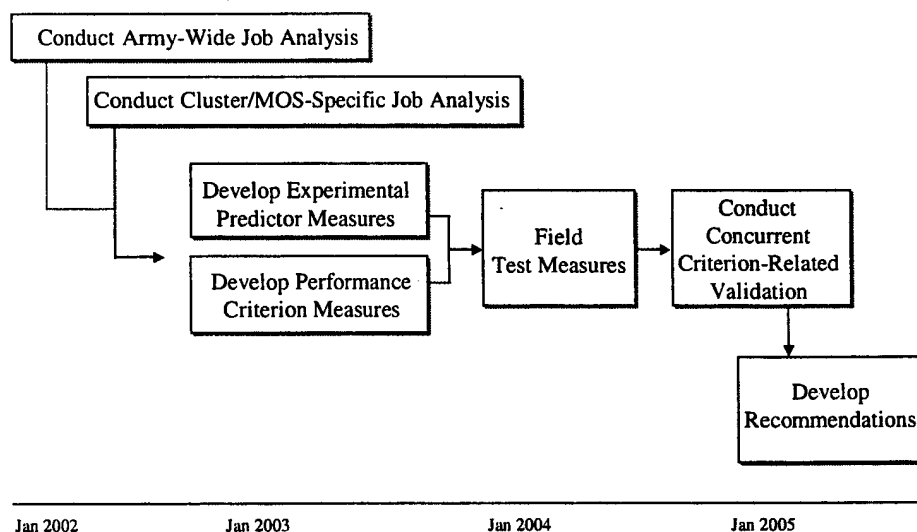 Conduct Army-Wide Job Analysis
Conduct Cluster/MOS-Specific Job Analysis
Develop Experimental
Predictor Measures
Develop Performance
Criterion Measures
Field
Test Measures
Conduct
Concurrent
Criterion-Related
Validation
Develop
Recommendations
Jan 2002
Jan 2003
Jan 2004
Jan 2005